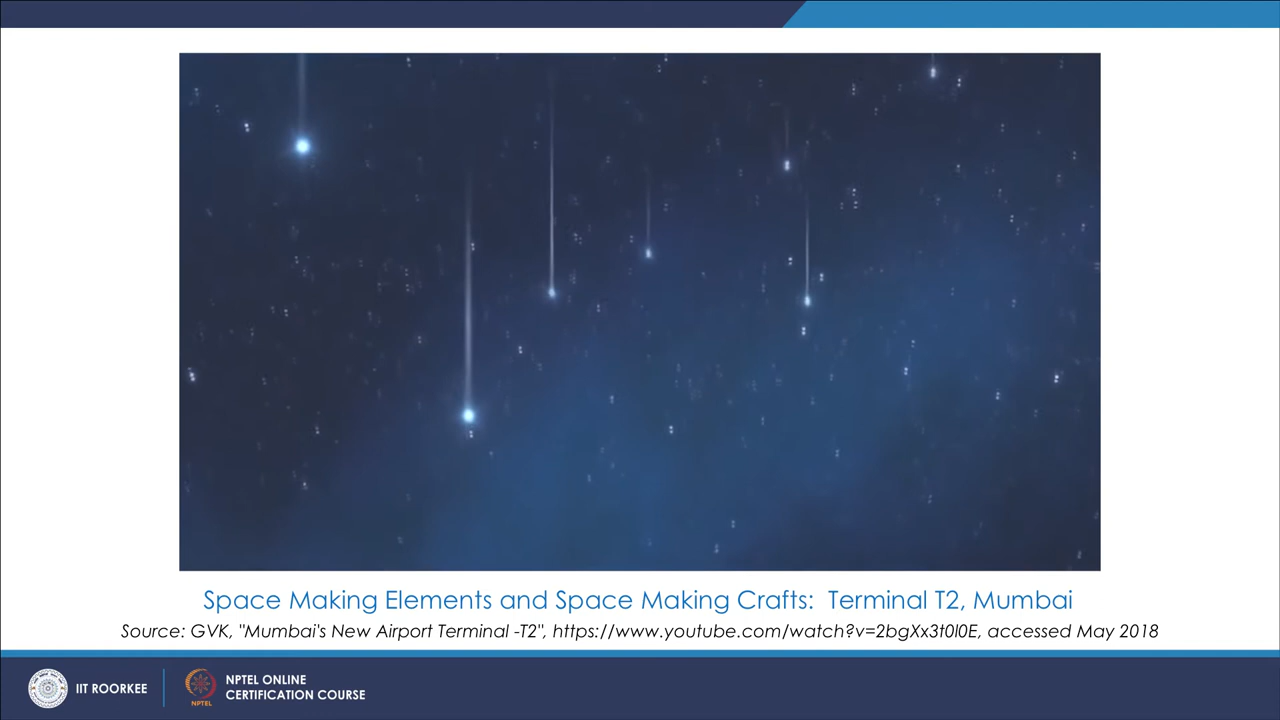 Space Making Elements and Space Making Crafts:  Terminal T2, Mumbai
Source: GVK, "Mumbai's New Airport Terminal -T2", https://www.youtube.com/watch?v=2bgXx3t0l0E, accessed May 2018
IIT ROORKEE
NPTEL
NPTEL ONLINE
CERTIFICATION COURSE